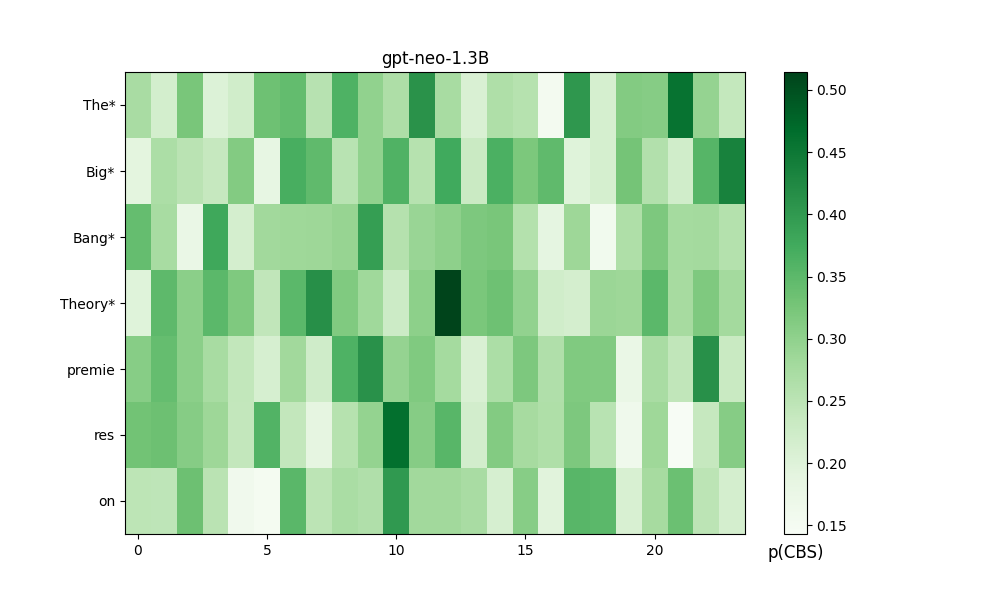 gpt-neo-1.3B
The*
Big*
Bang*
Theory*
premie
res
on
0 5 10 15 20
0.50
0.45
0.40
0.35
0.30
0.25
0.20
0.15
p(CBS)